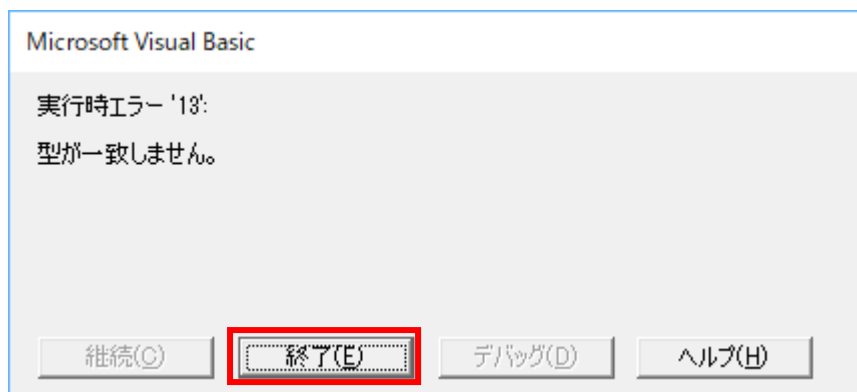 Microsoft Visual Basic
実行時エラー '13':
型が一致しません。
継続(C) 終了(E) デバッグ(D) ヘルプ(H)